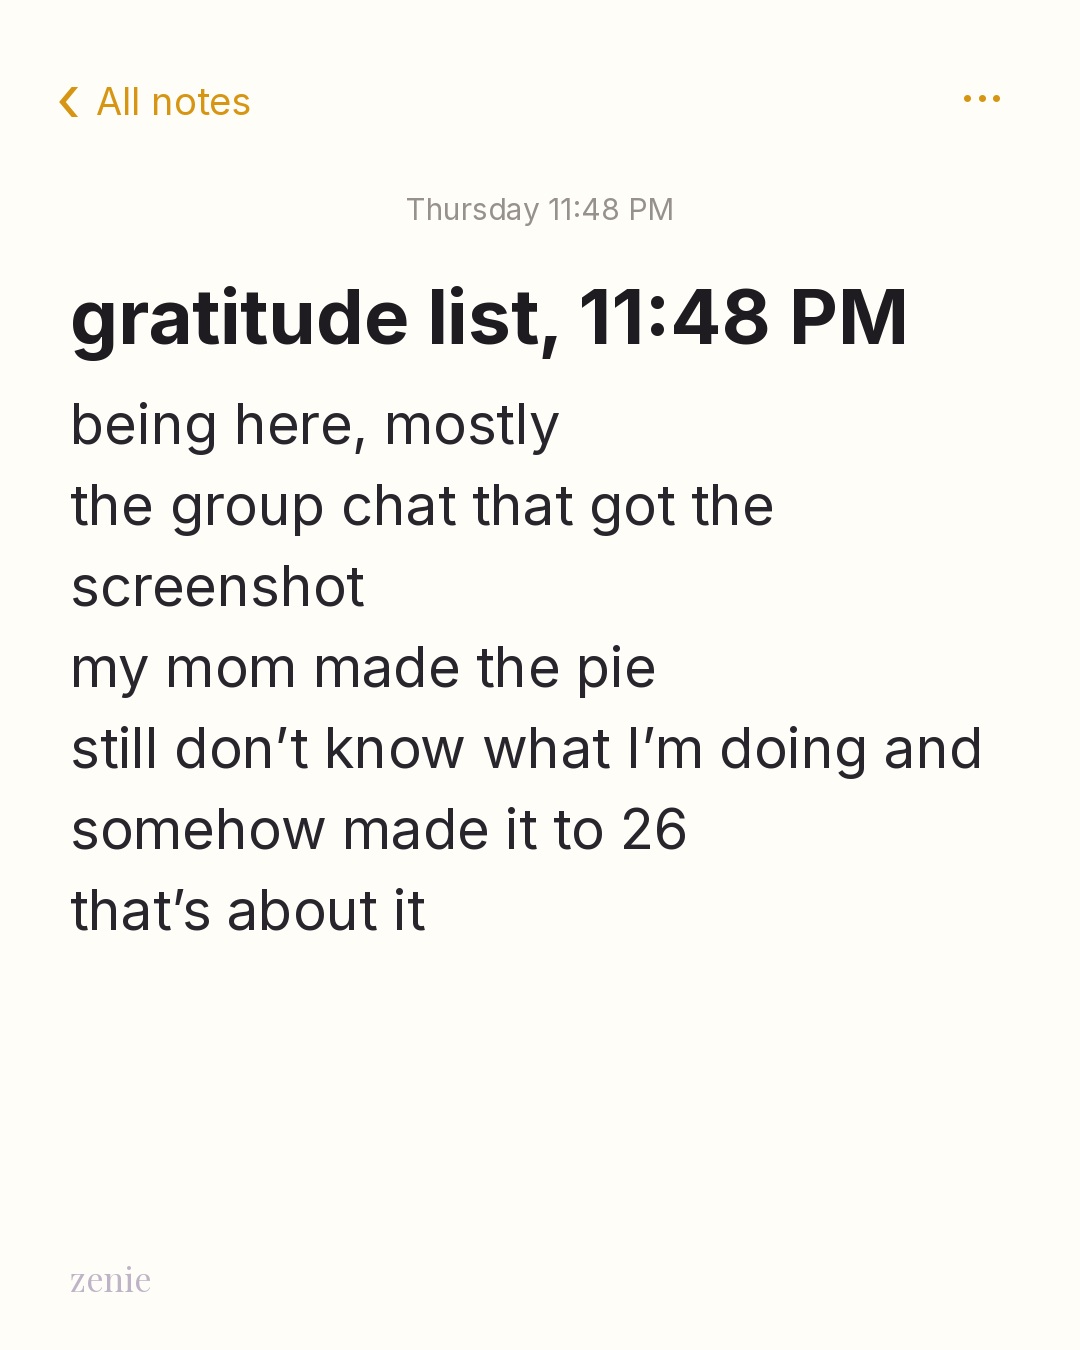 All notes
Thursday 11:48 PM
gratitude list, 11:48 PM
being here, mostly
the group chat that got the
screenshot
my mom made the pie
still don’t know what I’m doing and
somehow made it to 26
that’s about it
zenie